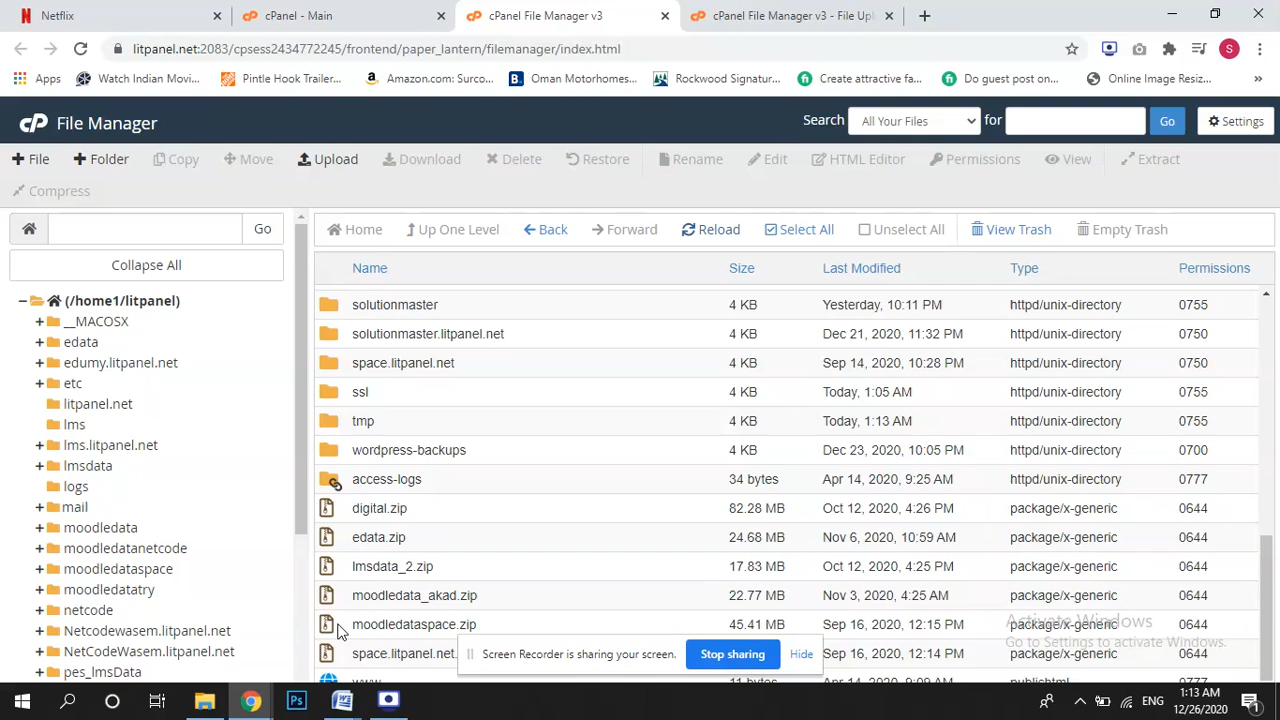 Netflix
cPanel - Main
cPanel File Manager v3
cPanel File Manager v3 - File Upl
litpanel.net:2083/cpsess2434772245/frontend/paper_lantern/filemanager/index.html
S
Apps
Watch Indian Movi...
Pintle Hook Trailer...
Amazon.com: Surco...
Oman Motorhomes...
Rockwood Signatur...
Create attractive fa...
Do guest post on...
Online Image Resiz...
»
cP File Manager
Search
All Your Files
for
Go
Settings
File
Folder
Copy
Move
Upload
Download
Delete
Restore
Rename
Edit
HTML Editor
Permissions
View
Extract
Compress
Go
Home
Up One Level
Back
Forward
Reload
Select All
Unselect All
View Trash
Empty Trash
Collapse All
(/home1/litpanel)
__MACOSX
edata
edumy.litpanel.net
etc
litpanel.net
lms
lms.litpanel.net
lmsdata
logs
mail
moodledata
moodledatanetcode
moodledataspace
moodledatatry
netcode
Netcodewasem.litpanel.net
NetCodeWasem.litpanel.net
pes_lmsData
Name Size Last Modified Type Permissions
solutionmaster 4 KB Yesterday, 10:11 PM httpd/unix-directory 0755
solutionmaster.litpanel.net 4 KB Dec 21, 2020, 11:32 PM httpd/unix-directory 0750
space.litpanel.net 4 KB Sep 14, 2020, 10:28 PM httpd/unix-directory 0750
ssl 4 KB Today, 1:05 AM httpd/unix-directory 0755
tmp 4 KB Today, 1:13 AM httpd/unix-directory 0755
wordpress-backups 4 KB Dec 23, 2020, 10:05 PM httpd/unix-directory 0700
access-logs 34 bytes Apr 14, 2020, 9:25 AM httpd/unix-directory 0777
digital.zip 82.28 MB Oct 12, 2020, 4:26 PM package/x-generic 0644
edata.zip 24.68 MB Nov 6, 2020, 10:59 AM package/x-generic 0644
lmsdata_2.zip 17.83 MB Oct 12, 2020, 4:25 PM package/x-generic 0644
moodledata_akad.zip 22.77 MB Nov 3, 2020, 4:25 AM package/x-generic 0644
moodledataspace.zip 45.41 MB Sep 16, 2020, 12:15 PM package/x-generic 0644
space.litpanel.net. Sep 16, 2020, 12:14 PM package/x-generic 0644
www 11 bytes Apr 14, 2020, 9:09 AM publichtml 0777
Activate Windows
Go to Settings to activate Windows.
Screen Recorder is sharing your screen.
Stop sharing
Hide
Ps
ENG
1:13 AM
12/26/2020
1